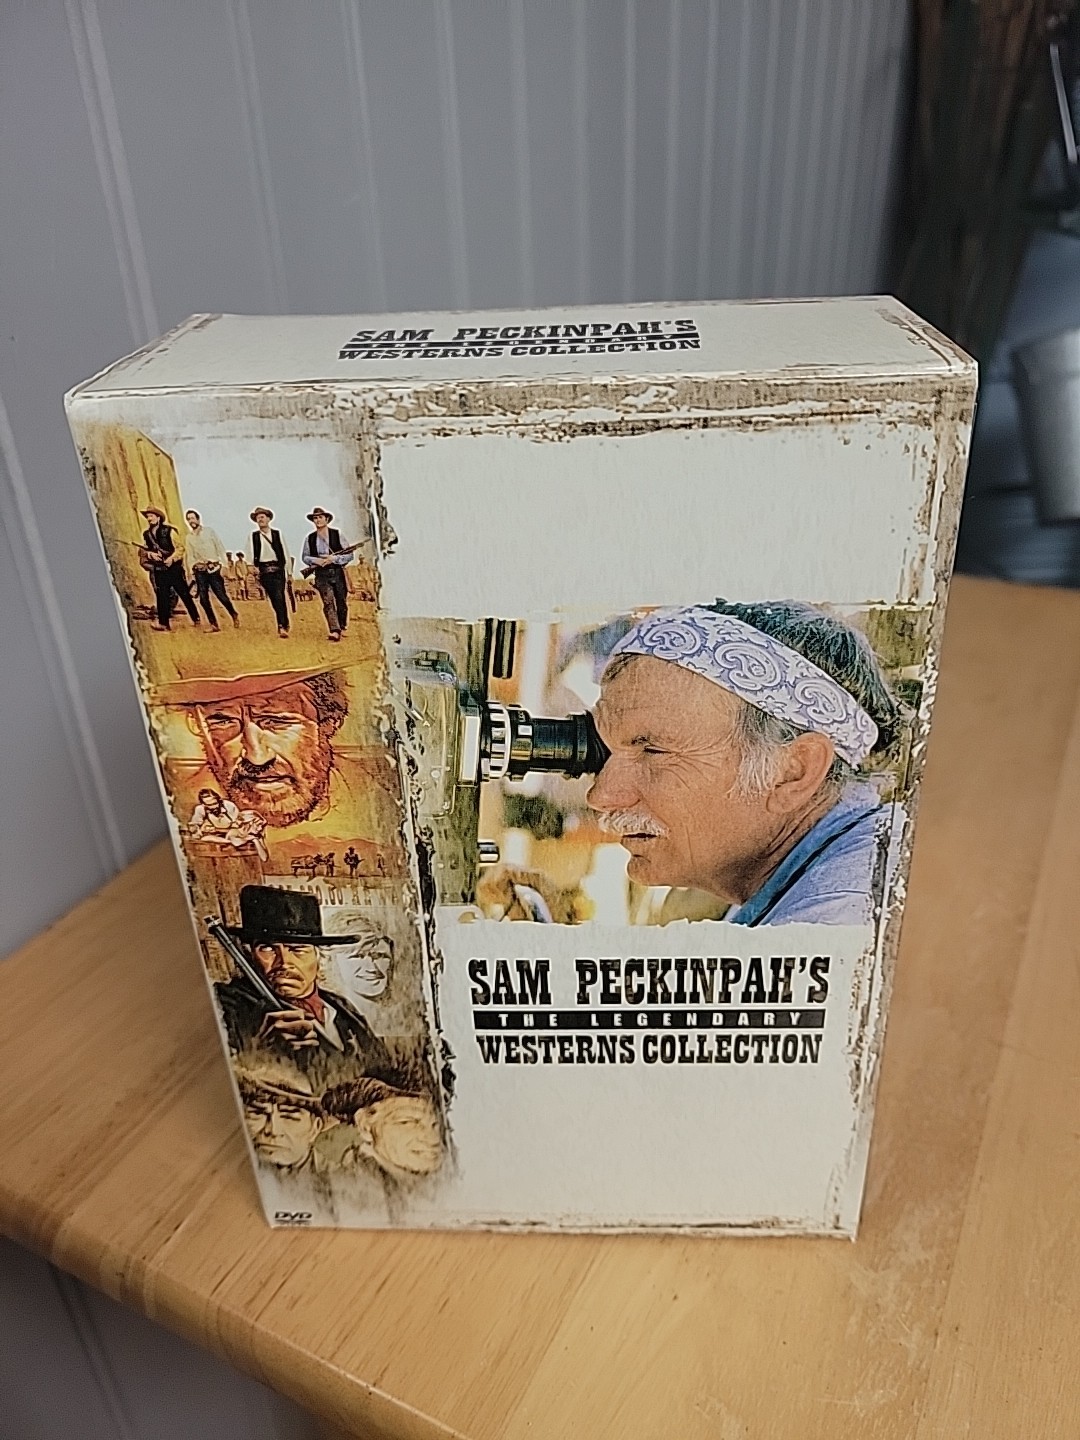 SAM PECKINPAH'S
THE LEGENDARY
WESTERNS COLLECTION
SAM PECKINPAH'S
THE LEGENDARY
WESTERNS COLLECTION
DVD